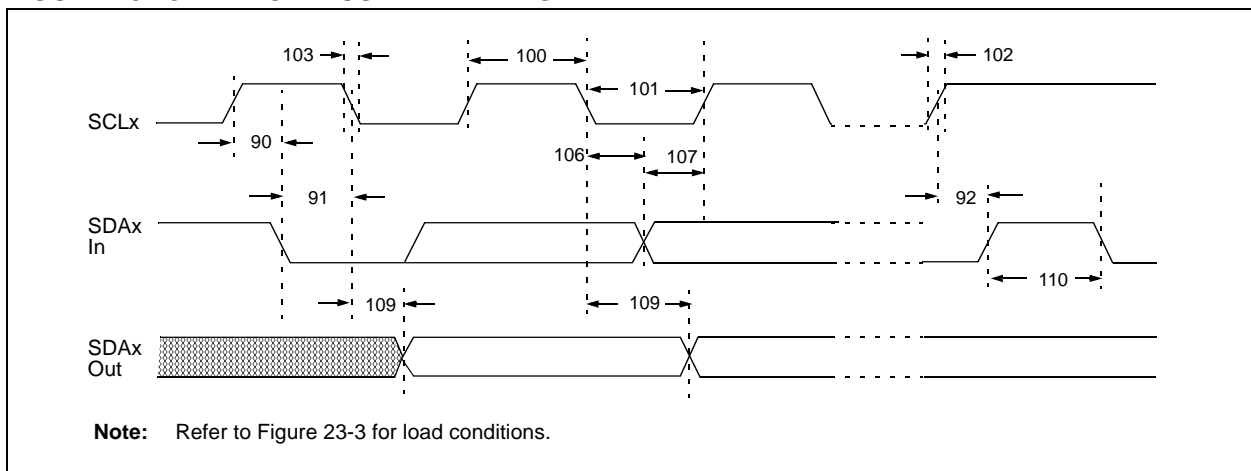 103
100
102
101
SCLx
90
106
107
91
92
SDAx
In
110
109
109
SDAx
Out
Note: Refer to Figure 23-3 for load conditions.